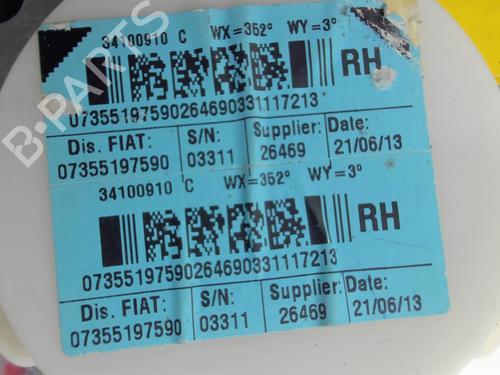 34100910 C WX=352° WY=3°
RH
07355197590264690331117213
Dis. FIAT: S/N: Supplier: Date:
07355197590 03311 26469 21/06/13
34100910 C WX=352° WY=3°
RH
07355197590264690331117213
Dis. FIAT: S/N: Supplier: Date:
07355197590 03311 26469 21/06/13
B-PARTS